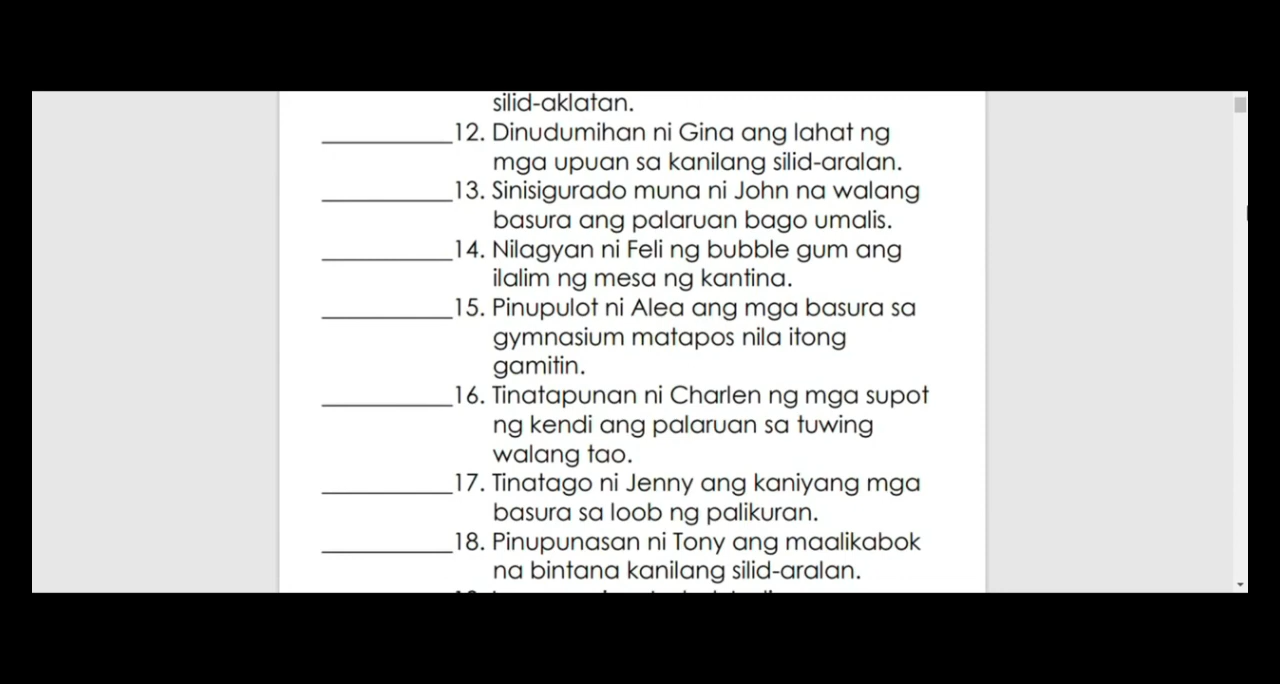 silid-aklatan.
__________12. Dinudumihan ni Gina ang lahat ng
mga upuan sa kanilang silid-aralan.
__________13. Sinisigurado muna ni John na walang
basura ang palaruan bago umalis.
__________14. Nilagyan ni Feli ng bubble gum ang
ilalim ng mesa ng kantina.
__________15. Pinupulot ni Alea ang mga basura sa
gymnasium matapos nila itong
gamitin.
__________16. Tinatapunan ni Charlen ng mga supot
ng kendi ang palaruan sa tuwing
walang tao.
__________17. Tinatago ni Jenny ang kaniyang mga
basura sa loob ng palikuran.
__________18. Pinupunasan ni Tony ang maalikabok
na bintana kanilang silid-aralan.